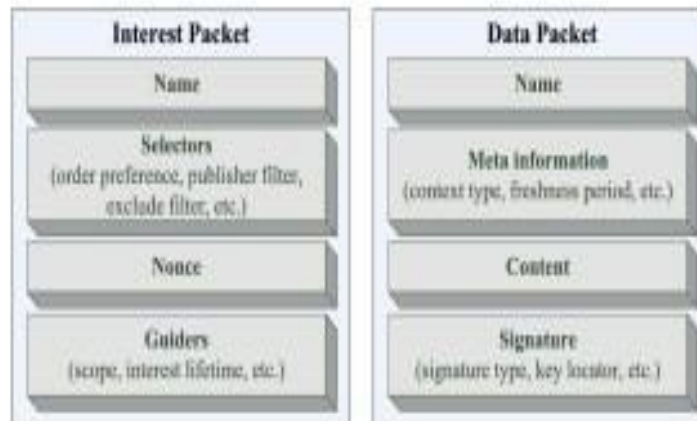 Interest Packet
Name
Selectors
(order preference, publisher filter,
exclude filter, etc.)
Nonce
Guiders
(scope, interest lifetime, etc.)
Data Packet
Name
Meta information
(context type, freshness period, etc.)
Content
Signature
(signature type, key locator, etc.)